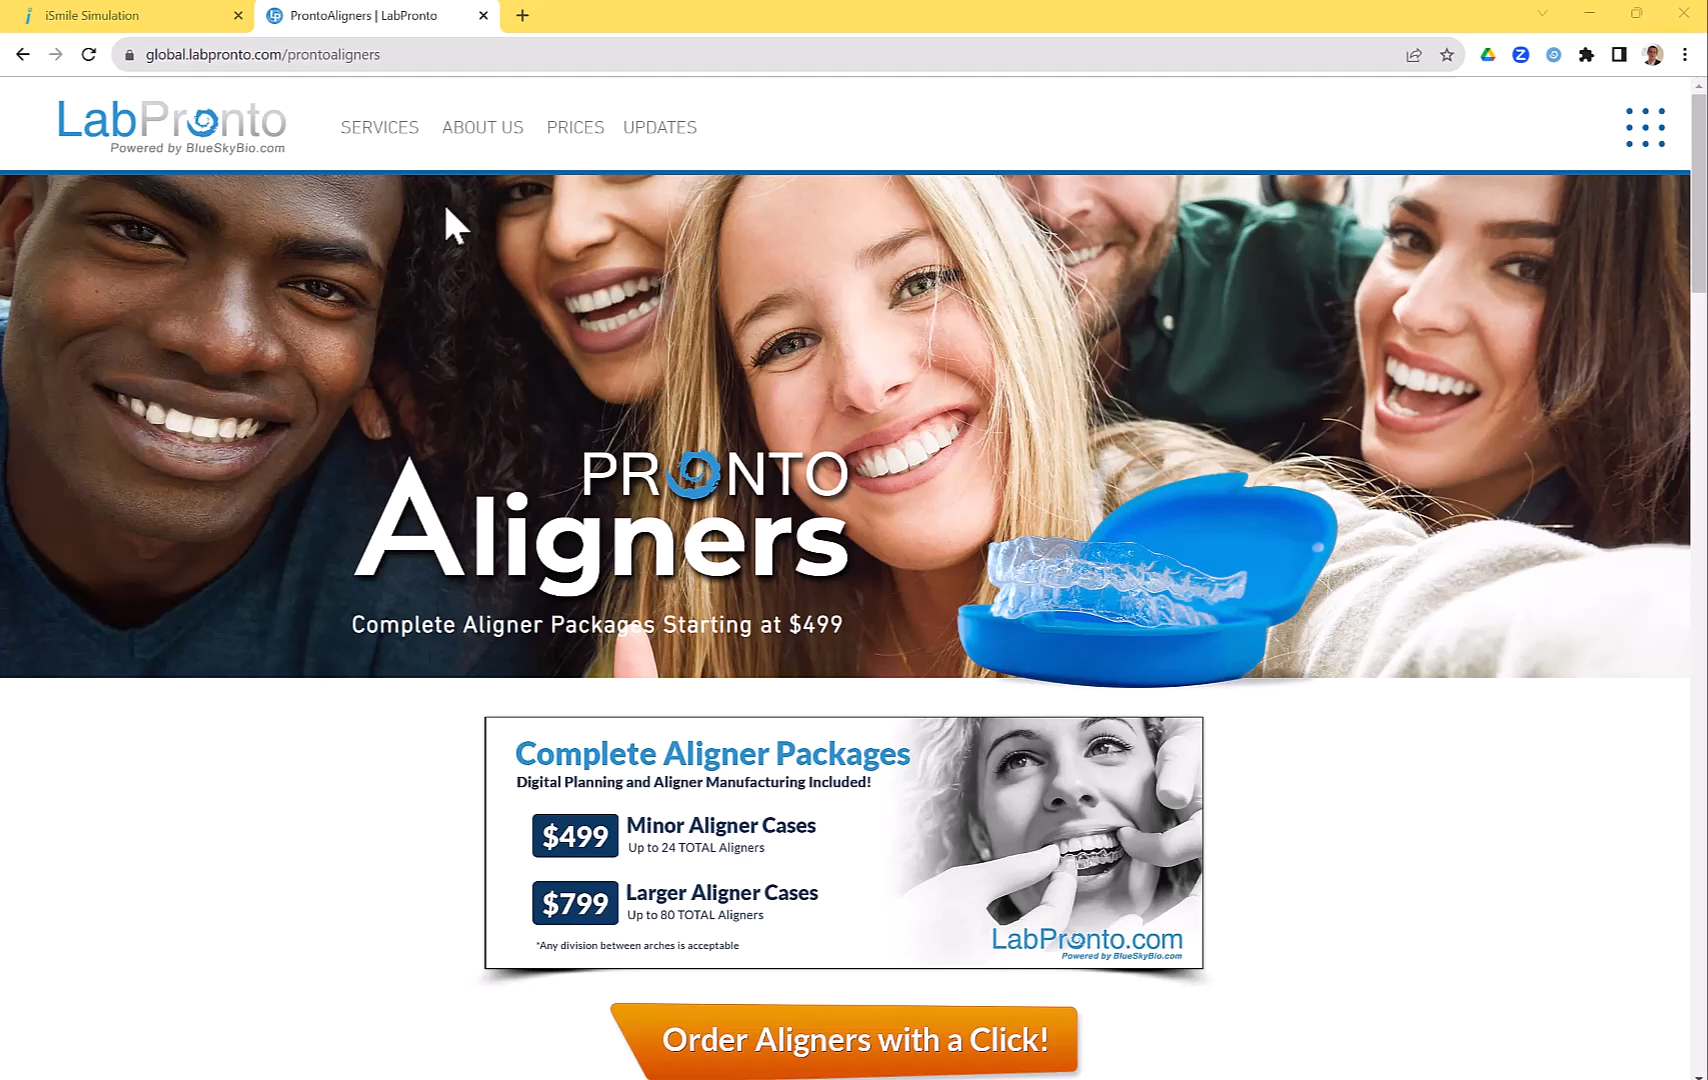 iSmile Simulation
ProntoAligners | LabPronto
global.labpronto.com/prontoaligners
LabPronto
Powered by BlueSkyBio.com
SERVICES ABOUT US PRICES UPDATES
PRONTO
Aligners
Complete Aligner Packages Starting at $499
Complete Aligner Packages
Digital Planning and Aligner Manufacturing Included!
$499 Minor Aligner Cases
Up to 24 TOTAL Aligners
$799 Larger Aligner Cases
Up to 80 TOTAL Aligners
*Any division between arches is acceptable
LabPronto.com
Powered by BlueSkyBio.com
Order Aligners with a Click!